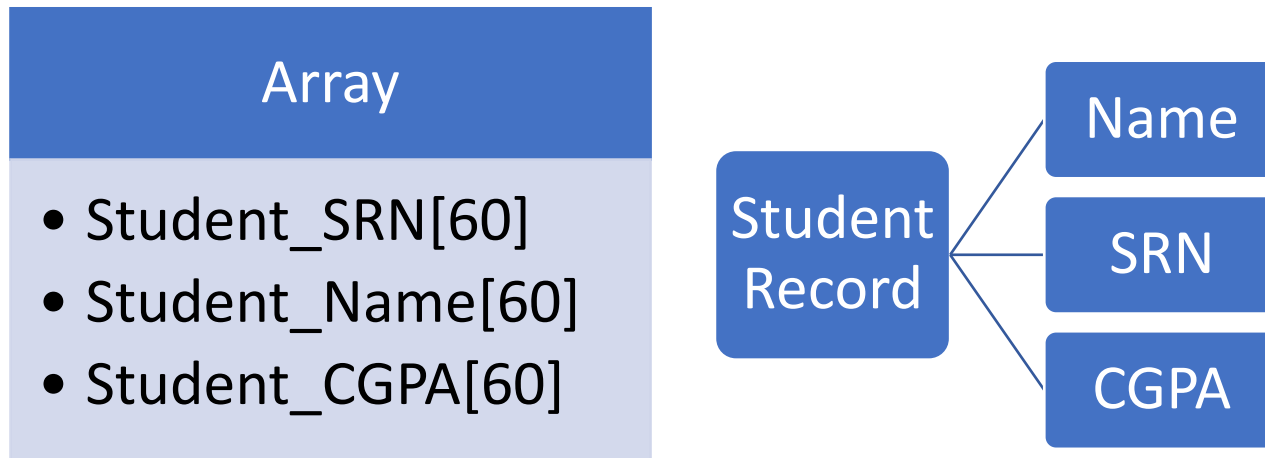 Array
• Student_SRN[60]
• Student_Name[60]
• Student_CGPA[60]
Student
Record
Name
SRN
CGPA